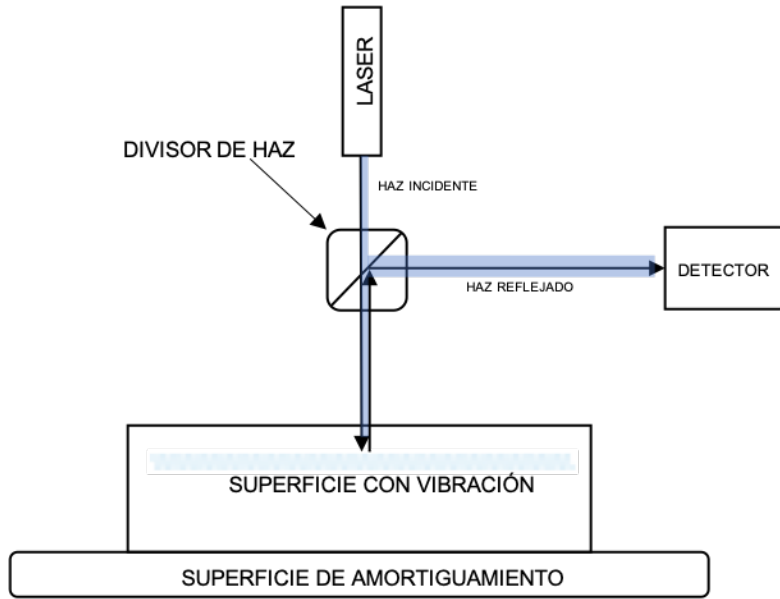 LASER
DIVISOR DE HAZ
HAZ INCIDENTE
DETECTOR
HAZ REFLEJADO
SUPERFICIE CON VIBRACIÓN
SUPERFICIE DE AMORTIGUAMIENTO